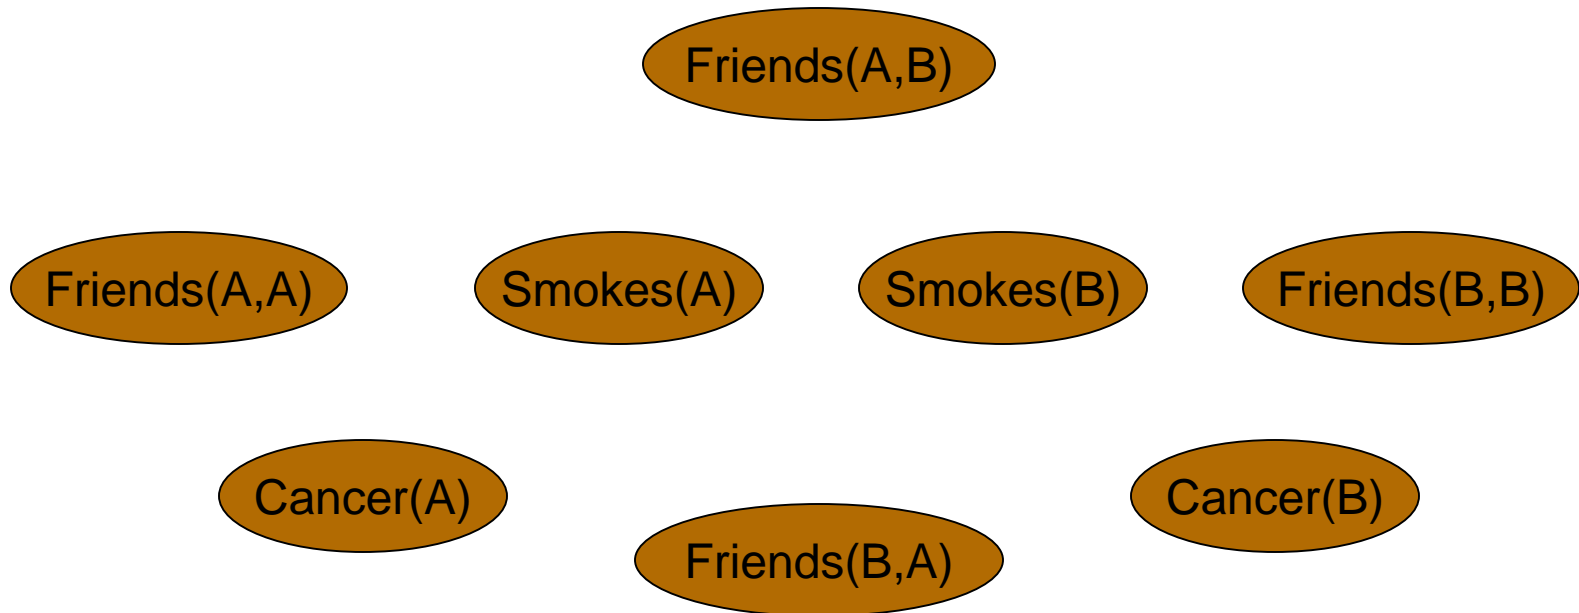 Friends(A,B)
Friends(A,A)
Smokes(A)
Smokes(B)
Friends(B,B)
Cancer(A)
Cancer(B)
Friends(B,A)